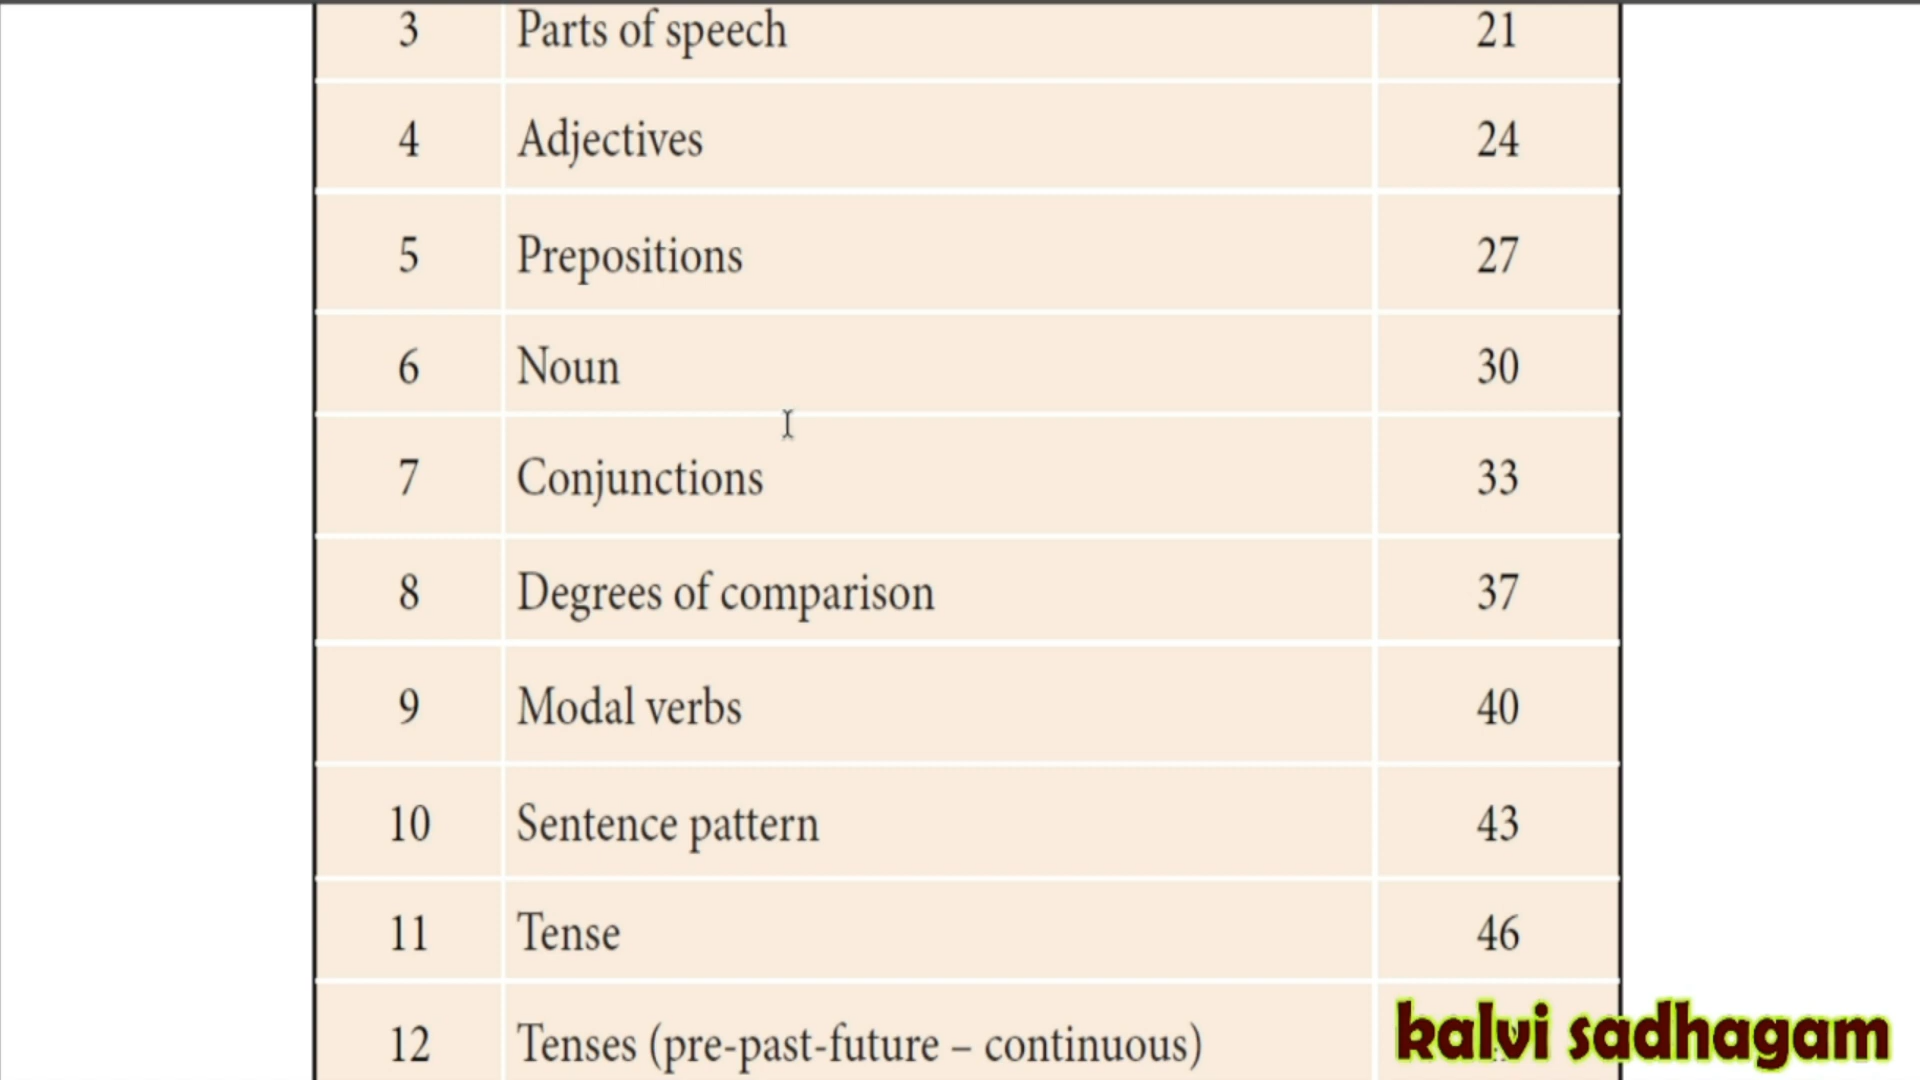 3 Parts of speech 21
4 Adjectives 24
5 Prepositions 27
6 Noun 30
7 Conjunctions 33
8 Degrees of comparison 37
9 Modal verbs 40
10 Sentence pattern 43
11 Tense 46
12 Tenses (pre-past-future – continuous)
kalvi sadhagam